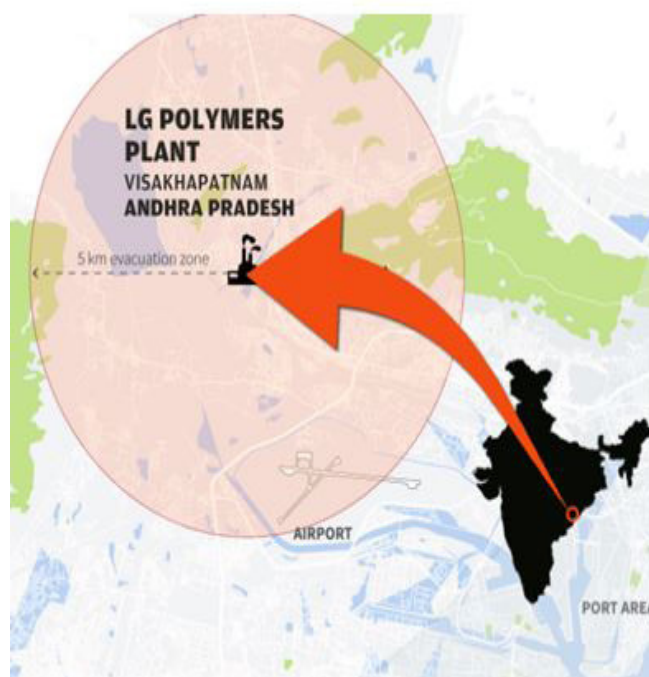 LG POLYMERS
PLANT
VISAKHAPATNAM
ANDHRA PRADESH
5 km evacuation zone
AIRPORT
PORT AREA